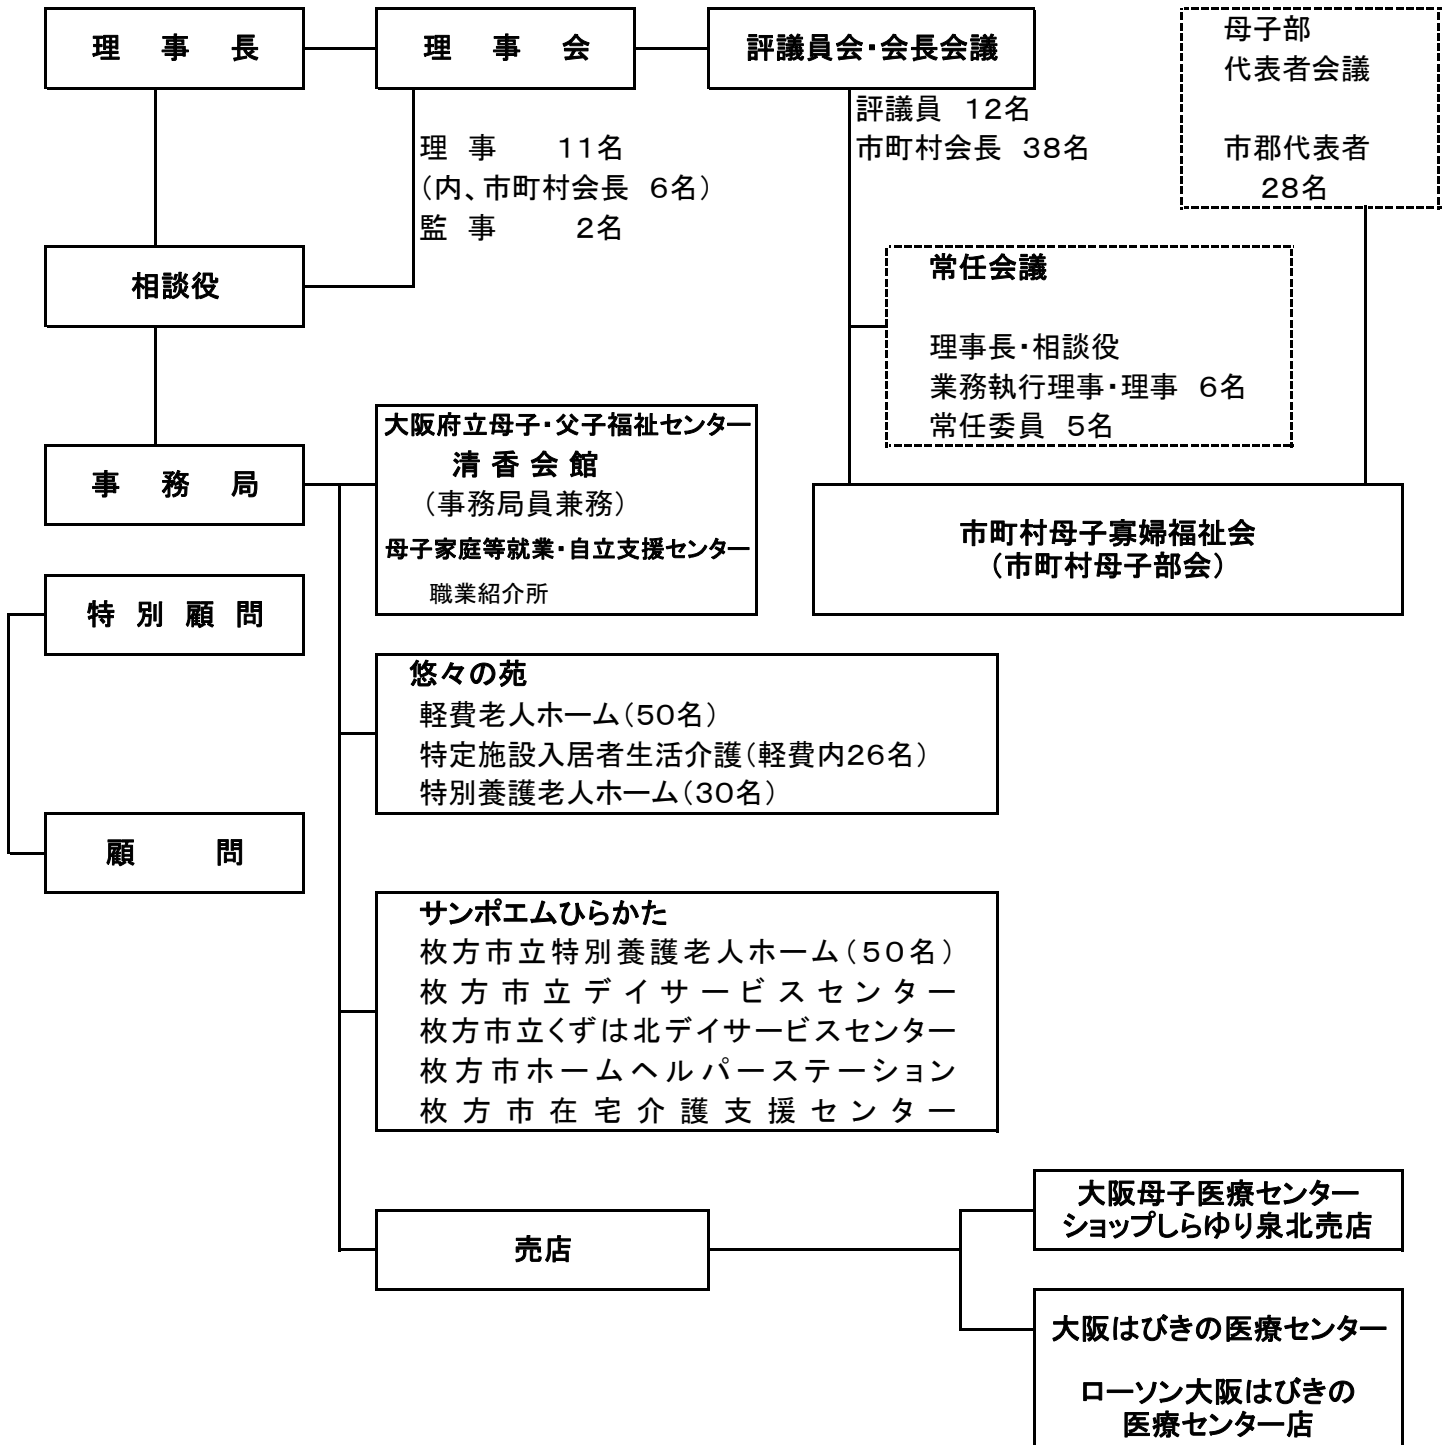 理 事 長
理 事 会
評議員会・会長会議
母子部
代表者会議
市郡代表者
28名
評議員 12名
市町村会長 38名
理 事 11名
（内、市町村会長 6名）
監 事 2名
相談役
常任会議
理事長・相談役
業務執行理事・理事 6名
常任委員 5名
事 務 局
大阪府立母子・父子福祉センター
清 香 会 館
（事務局員兼務）
母子家庭等就業・自立支援センター
職業紹介所
市町村母子寡婦福祉会
（市町村母子部会）
特 別 顧 問
顧 問
悠々の苑
軽費老人ホーム（50名）
特定施設入居者生活介護（軽費内26名）
特別養護老人ホーム（30名）
サンポエムひらかた
枚方市立特別養護老人ホーム（50名）
枚方市立デイサービスセンター
枚方市立くずは北デイサービスセンター
枚方市ホームヘルパーステーション
枚方市在宅介護支援センター
売店
大阪母子医療センター
ショップしらゆり泉北売店
大阪はびきの医療センター
ローソン大阪はびきの
医療センター店